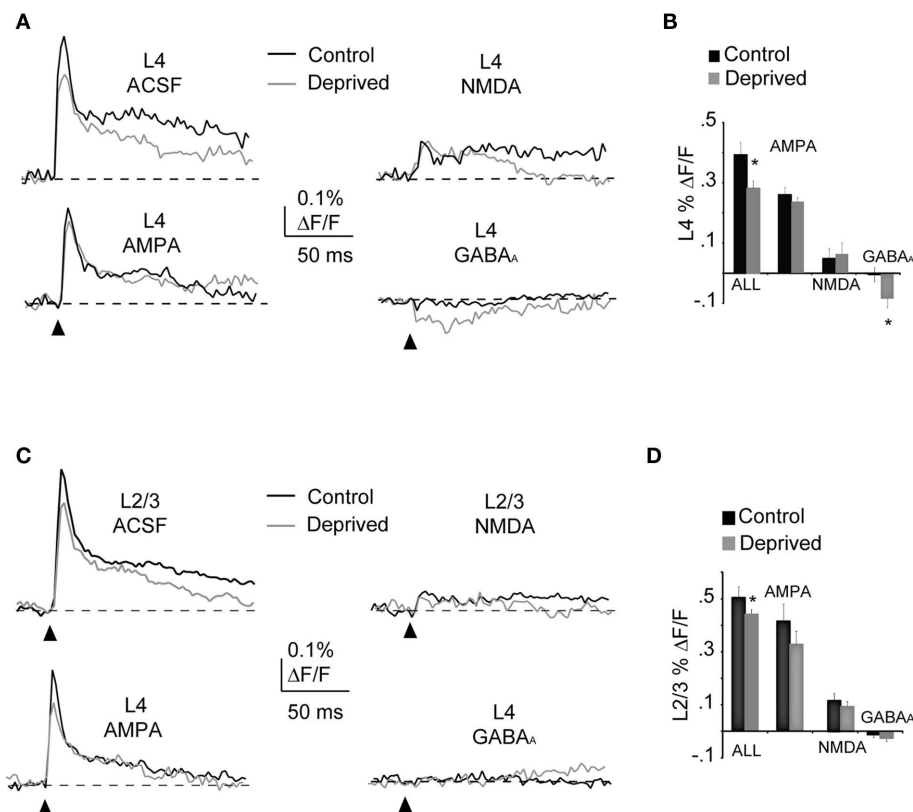 A
L4
ACSF
Control
Deprived
L4
NMDA
0.1%
ΔF/F
50 ms
L4
AMPA
L4
GABAA
B
Control
Deprived
L4 % ΔF/F
.5
.3
.1
-.1
AMPA
GABAA
ALL
NMDA
*
*
C
L2/3
ACSF
Control
Deprived
L2/3
NMDA
0.1%
ΔF/F
50 ms
L4
AMPA
L4
GABAA
D
Control
Deprived
L2/3 % ΔF/F
.5
.3
.1
-.1
*
AMPA
GABAA
ALL
NMDA